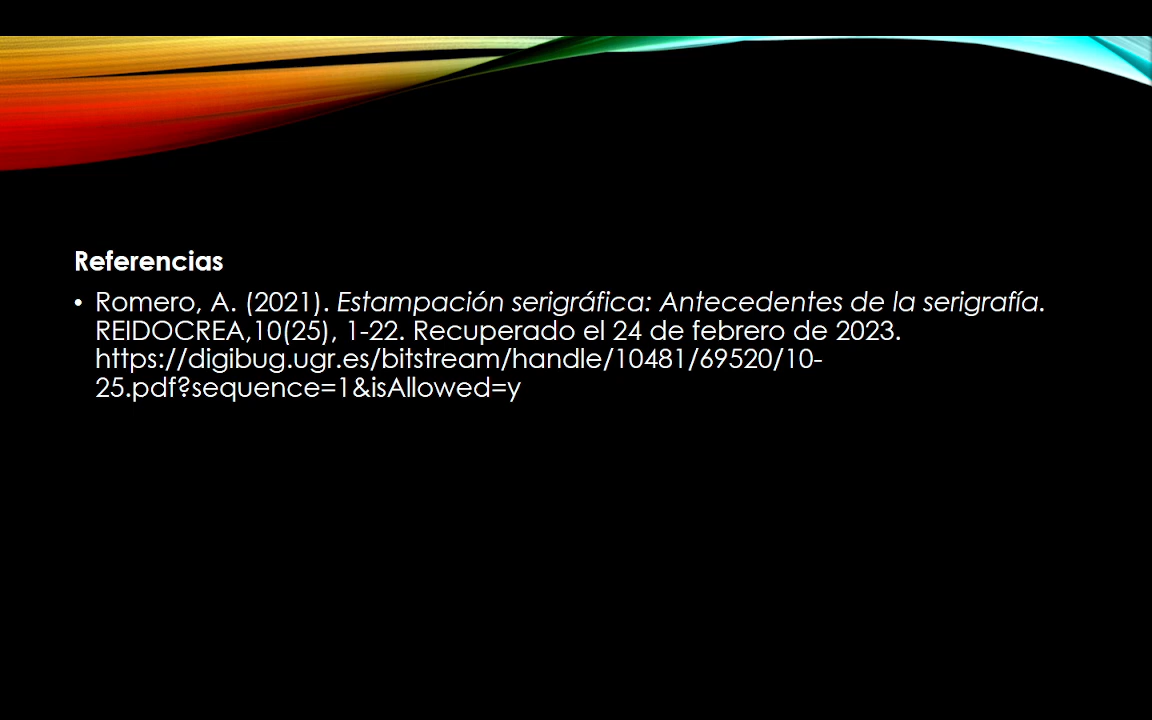 Referencias
• Romero, A. (2021). Estampación serigráfica: Antecedentes de la serigrafía.
REIDOCREA,10(25), 1-22. Recuperado el 24 de febrero de 2023.
https://digibug.ugr.es/bitstream/handle/10481/69520/10-
25.pdf?sequence=1&isAllowed=y